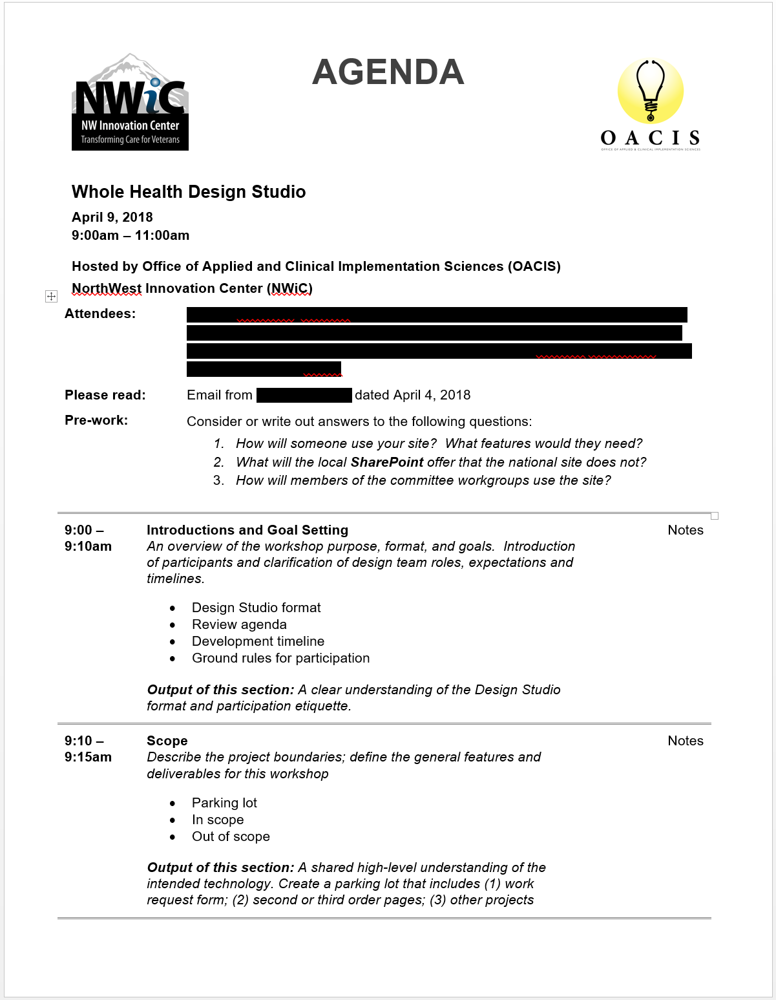 AGENDA
NWiC
NW Innovation Center
Transforming Care for Veterans
OACIS
OFFICE OF APPLIED & CLINICAL IMPLEMENTATION SCIENCES
Whole Health Design Studio
April 9, 2018
9:00am – 11:00am
Hosted by Office of Applied and Clinical Implementation Sciences (OACIS)
NorthWest Innovation Center (NWiC)
Attendees:
Please read: Email from dated April 4, 2018
Pre-work: Consider or write out answers to the following questions:
1. How will someone use your site?  What features would they need?
2. What will the local SharePoint offer that the national site does not?
3. How will members of the committee workgroups use the site?
9:00 – Introductions and Goal Setting Notes
9:10am An overview of the workshop purpose, format, and goals.  Introduction
of participants and clarification of design team roles, expectations and
timelines.
• Design Studio format
• Review agenda
• Development timeline
• Ground rules for participation
Output of this section: A clear understanding of the Design Studio
format and participation etiquette.
9:10 – Scope Notes
9:15am Describe the project boundaries; define the general features and
deliverables for this workshop
• Parking lot
• In scope
• Out of scope
Output of this section: A shared high-level understanding of the
intended technology. Create a parking lot that includes (1) work
request form; (2) second or third order pages; (3) other projects